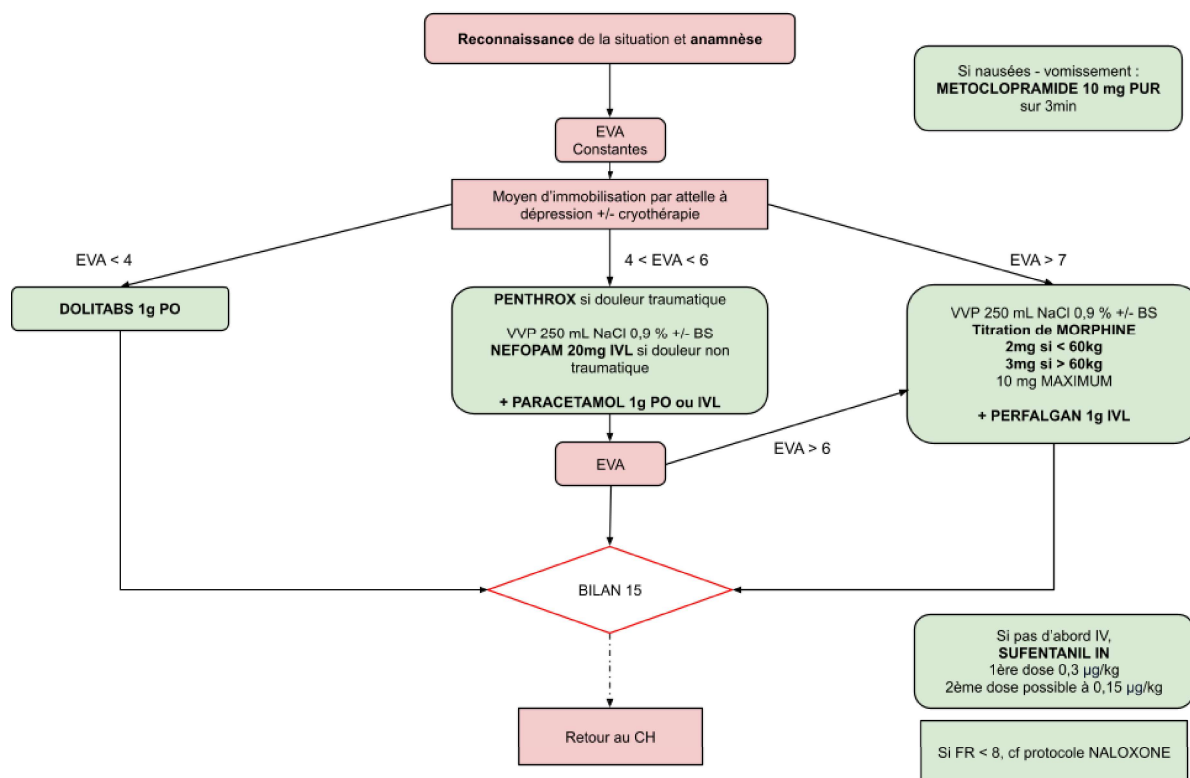 Reconnaissance de la situation et anamnèse
Si nausées - vomissement :
METOCLOPRAMIDE 10 mg PUR
sur 3min
EVA
Constantes
Moyen d'immobilisation par attelle à
dépression +/- cryothérapie
EVA < 4
4 < EVA < 6
EVA > 7
DOLITABS 1g PO
PENTHROX si douleur traumatique
VVP 250 mL NaCl 0,9 % +/- BS
NEFOPAM 20mg IVL si douleur non
traumatique
+ PARACETAMOL 1g PO ou IVL
VVP 250 mL NaCl 0,9 % +/- BS
Titration de MORPHINE
2mg si < 60kg
3mg si > 60kg
10 mg MAXIMUM
+ PERFALGAN 1g IVL
EVA
EVA > 6
BILAN 15
Si pas d'abord IV,
SUFENTANIL IN
1ère dose 0,3 µg/kg
2ème dose possible à 0,15 µg/kg
Retour au CH
Si FR < 8, cf protocole NALOXONE